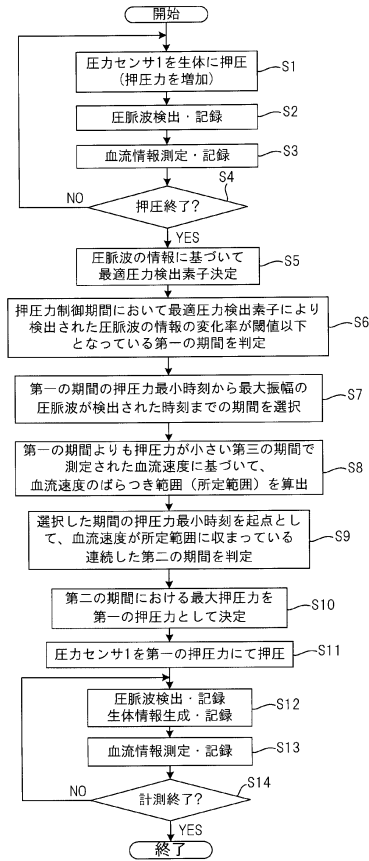 開始
圧力センサ1を生体に押圧
(押圧力を増加)
S1
圧脈波検出・記録
S2
血流情報測定・記録
S3
S4
NO
押圧終了?
YES
圧脈波の情報に基づいて
最適圧力検出素子決定
S5
押圧力制御期間において最適圧力検出素子により
検出された圧脈波の情報の変化率が閾値以下
となっている第一の期間を判定
S6
第一の期間の押圧力最小時刻から最大振幅の
圧脈波が検出された時刻までの期間を選択
S7
第一の期間よりも押圧力が小さい第三の期間で
測定された血流速度に基づいて、
血流速度のばらつき範囲(所定範囲)を算出
S8
選択した期間の押圧力最小時刻を起点とし
て、血流速度が所定範囲に収まっている
連続した第二の期間を判定
S9
第二の期間における最大押圧力を
第一の押圧力として決定
S10
圧力センサ1を第一の押圧力にて押圧
S11
圧脈波検出・記録
生体情報生成・記録
S12
血流情報測定・記録
S13
S14
NO
計測終了?
YES
終了